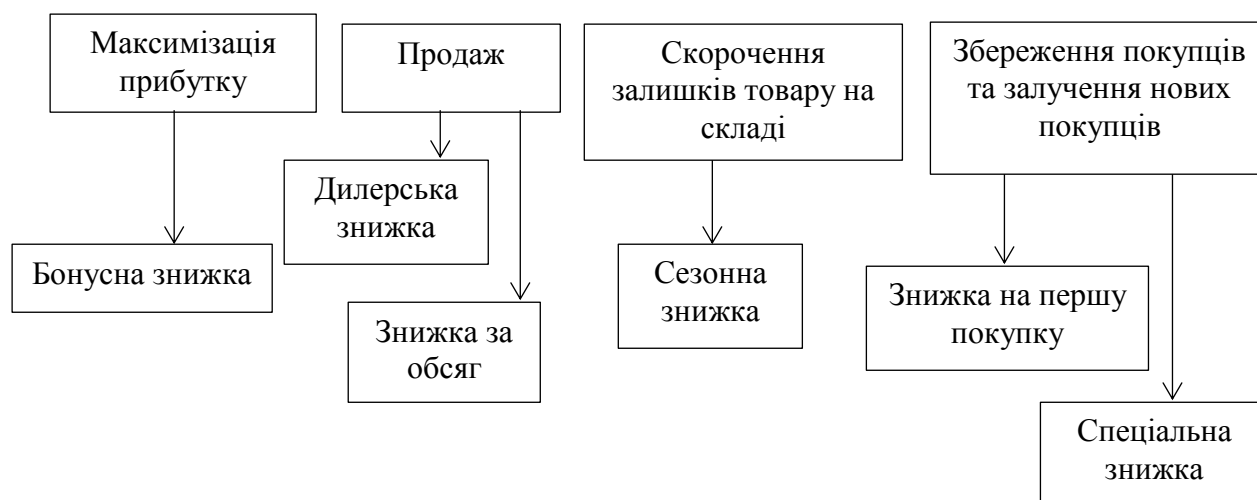 Максимізація
прибутку
Продаж
Скорочення
залишків товару на
складі
Збереження покупців
та залучення нових
покупців
Дилерська
знижка
Бонусна знижка
Сезонна
знижка
Знижка на першу
покупку
Знижка за
обсяг
Спеціальна
знижка